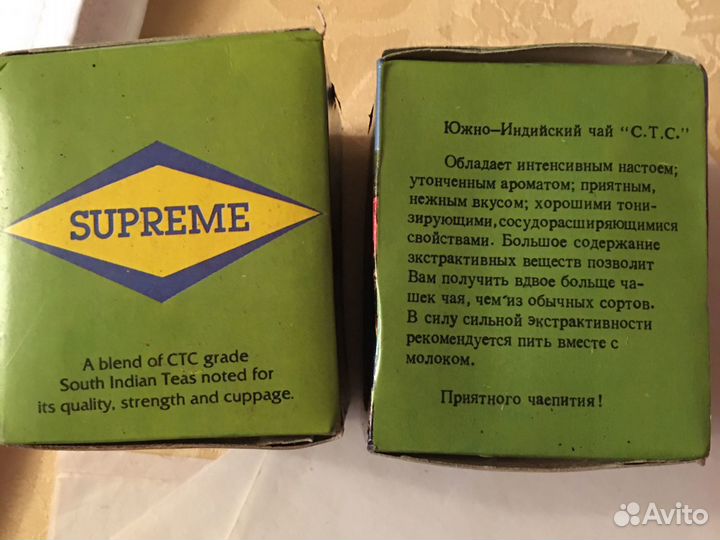 SUPREME
A blend of CTC grade
South Indian Teas noted for
its quality, strength and cuppage.
Южно-Индийский чай "С.Т.С."
Обладает интенсивным настоем;
утонченным ароматом; приятным,
нежным вкусом; хорошими тони-
зирующими, сосудорасширяющимися
свойствами. Большое содержание
зкстрактивных веществ позволит
Вам получить вдвое больще ча-
шек чая, чем из обычных сортов.
В силу сильной экстрактивности
рекомендуется пить вместе с
молоком.
Приятного чаепития!
Avito